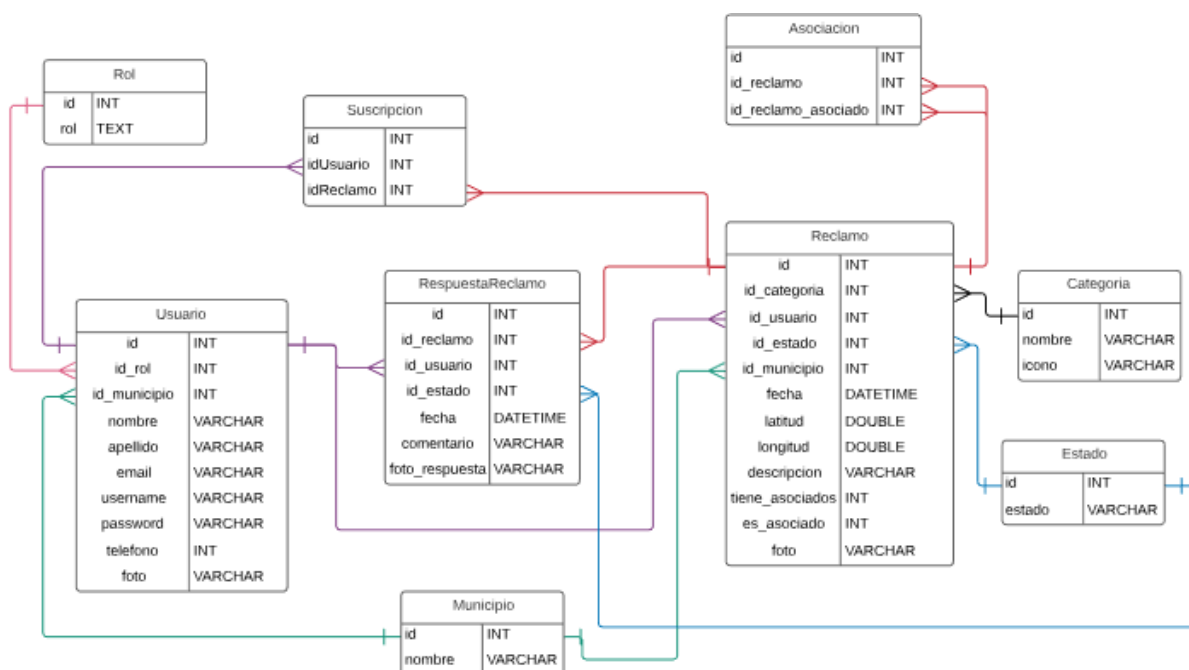 Rol
id INT
rol TEXT
Suscripcion
id INT
idUsuario INT
idReclamo INT
Asociacion
id INT
id_reclamo INT
id_reclamo_asociado INT
Usuario
id INT
id_rol INT
id_municipio INT
nombre VARCHAR
apellido VARCHAR
email VARCHAR
username VARCHAR
password VARCHAR
telefono INT
foto VARCHAR
RespuestaReclamo
id INT
id_reclamo INT
id_usuario INT
id_estado INT
fecha DATETIME
comentario VARCHAR
foto_respuesta VARCHAR
Reclamo
id INT
id_categoria INT
id_usuario INT
id_estado INT
id_municipio INT
fecha DATETIME
latitud DOUBLE
longitud DOUBLE
descripcion VARCHAR
tiene_asociados INT
es_asociado INT
foto VARCHAR
Categoria
id INT
nombre VARCHAR
icono VARCHAR
Estado
id INT
estado VARCHAR
Municipio
id INT
nombre VARCHAR